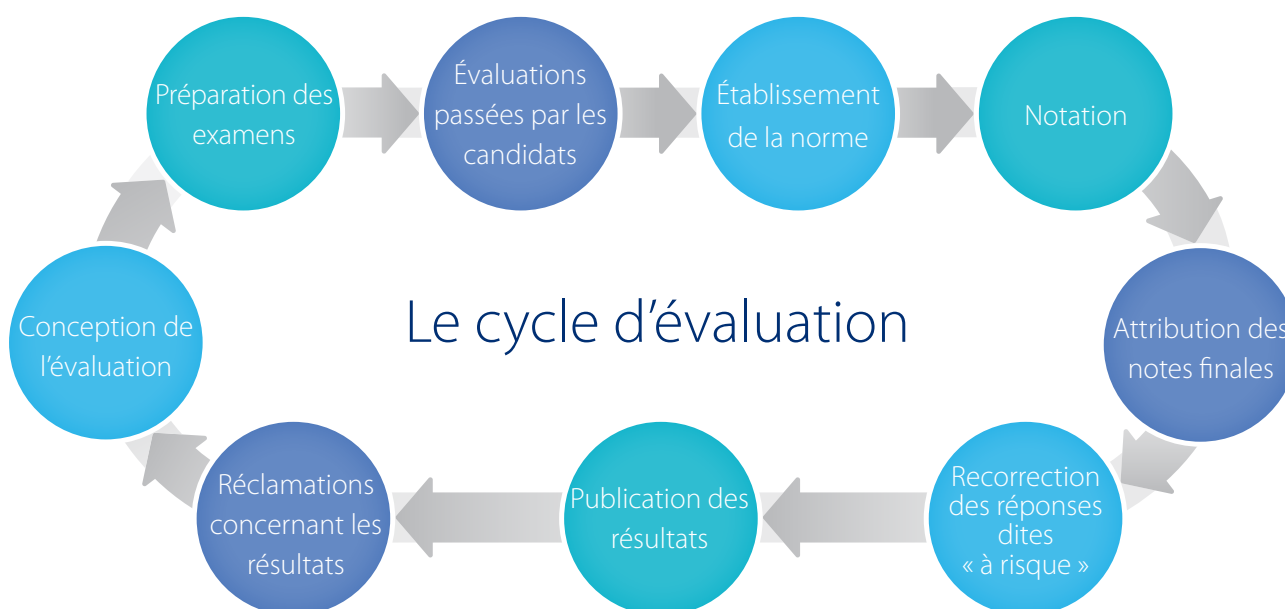 Préparation des
examens
Évaluations
passées par les
candidats
Établissement
de la norme
Notation
Conception de
l’évaluation
Le cycle d’évaluation
Attribution des
notes finales
Réclamations
concernant les
résultats
Publication des
résultats
Recorrection
des réponses
dites
« à risque »